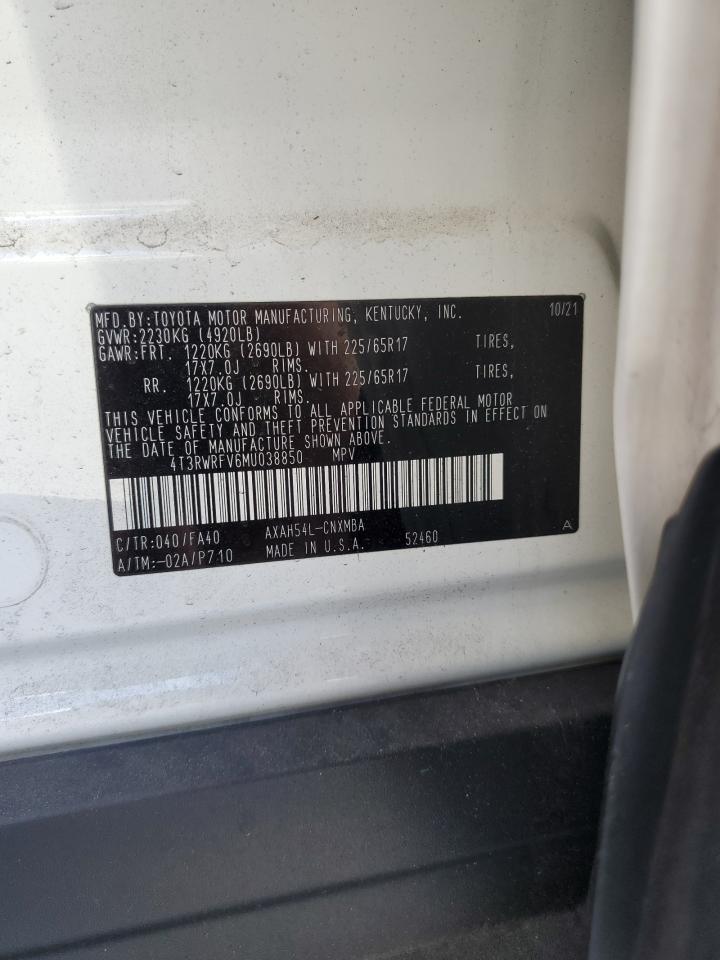 MFD.BY:TOYOTA MOTOR MANUFACTURING, KENTUCKY, INC. 10/21
GVWR:2230KG (4920LB)
GAWR:FRT. 1220KG (2690LB) WITH 225/65R17 TIRES,
17X7.0J RIMS.
RR. 1220KG (2690LB) WITH 225/65R17 TIRES,
17X7.0J RIMS.
THIS VEHICLE CONFORMS TO ALL APPLICABLE FEDERAL MOTOR
VEHICLE SAFETY AND THEFT PREVENTION STANDARDS IN EFFECT ON
THE DATE OF MANUFACTURE SHOWN ABOVE.
4T3RWRFV6MU038850 MPV
C/TR:040/FA40 AXAH54L-CNXMBA A
A/TM:-02A/P710 MADE IN U.S.A. 52460